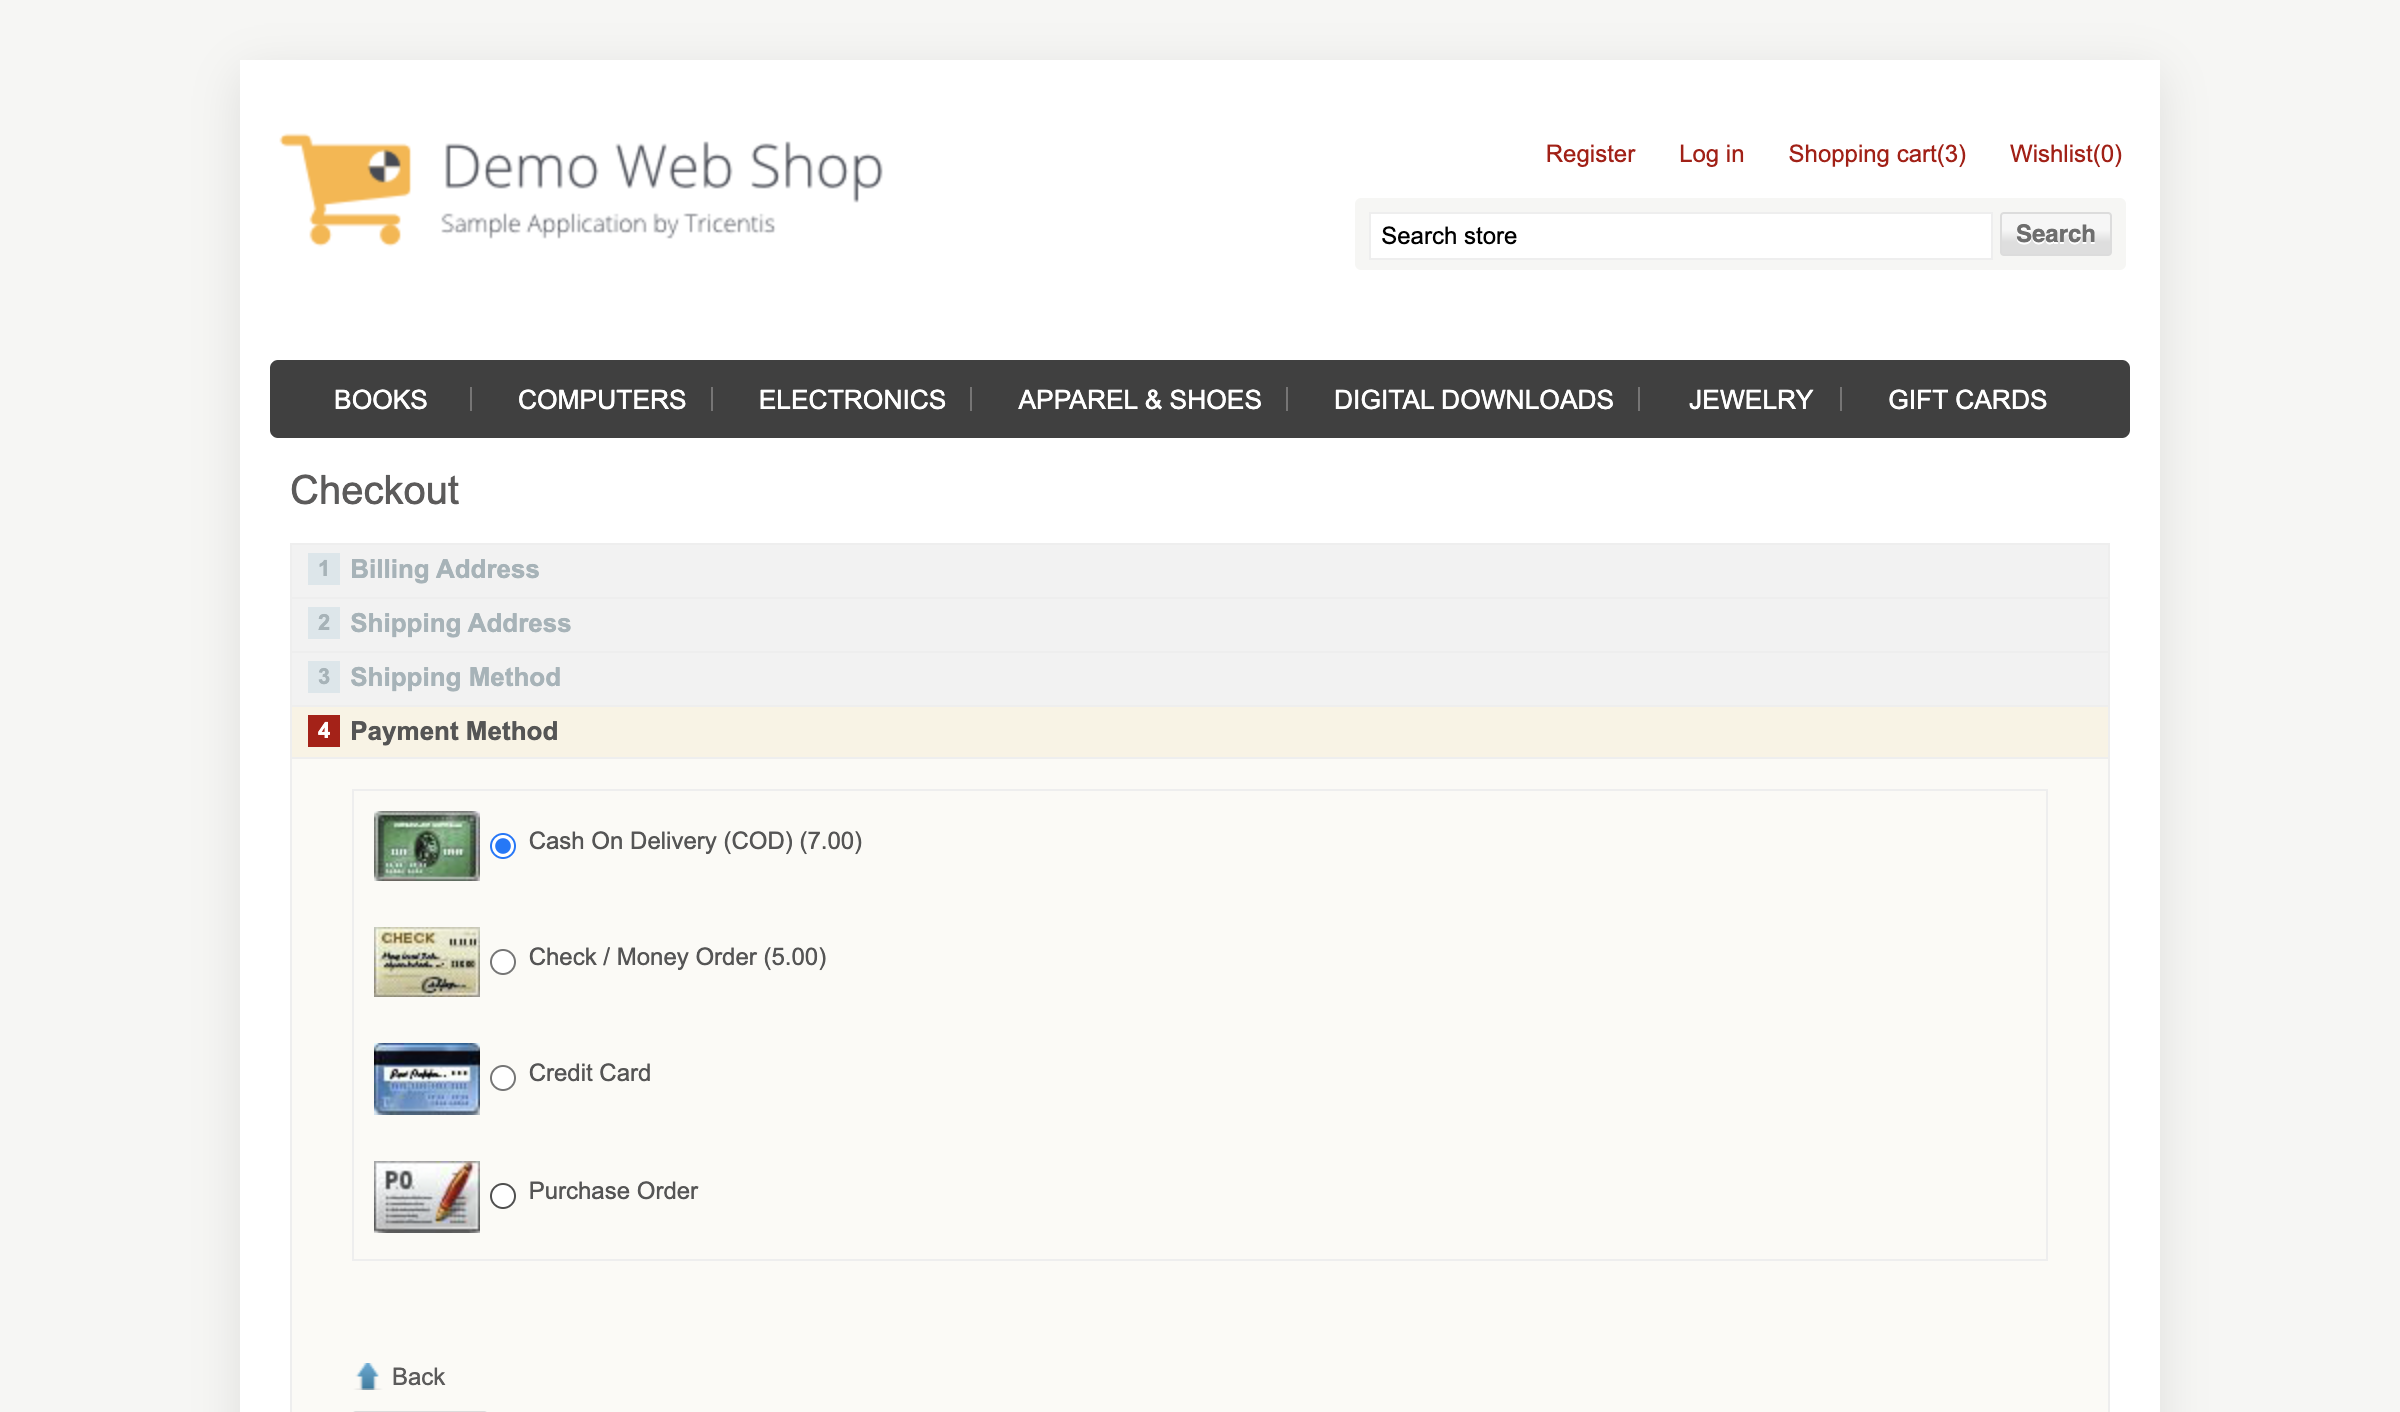 Demo Web Shop
Sample Application by Tricentis
Register Log in Shopping cart(3) Wishlist(0)
Search store Search
BOOKS COMPUTERS ELECTRONICS APPAREL & SHOES DIGITAL DOWNLOADS JEWELRY GIFT CARDS
Checkout
1 Billing Address
2 Shipping Address
3 Shipping Method
4 Payment Method
Cash On Delivery (COD) (7.00)
CHECK
Check / Money Order (5.00)
Credit Card
P.O.
Purchase Order
Back